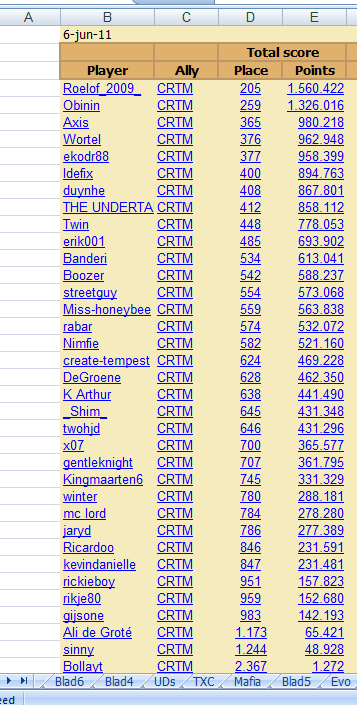 A B C D E
6-jun-11
Total score
Player Ally Place Points
Roelof_2009_ CRTM 205 1.560.422
Obinin CRTM 259 1.326.016
Axis CRTM 365 980.218
Wortel CRTM 376 962.948
ekodr88 CRTM 377 958.399
Idefix CRTM 400 894.763
duynhe CRTM 408 867.801
THE UNDERTA CRTM 412 858.112
Twin CRTM 448 778.053
erik001 CRTM 485 693.902
Banderi CRTM 534 613.041
Boozer CRTM 542 588.237
streetguy CRTM 554 573.068
Miss-honeybee CRTM 559 563.838
rabar CRTM 574 532.072
Nimfie CRTM 582 521.160
create-tempest CRTM 624 469.228
DeGroene CRTM 628 462.350
K Arthur CRTM 638 441.490
_Shim_ CRTM 645 431.348
twohjd CRTM 646 431.296
x07 CRTM 700 365.577
gentleknight CRTM 707 361.795
Kingmaarten6 CRTM 745 331.329
winter CRTM 780 288.181
mc lord CRTM 784 278.280
jaryd CRTM 786 277.389
Ricardoo CRTM 846 231.591
kevindanielle CRTM 847 231.481
rickieboy CRTM 951 157.823
rikje80 CRTM 959 152.680
gijsone CRTM 983 142.193
Ali de Groté CRTM 1.173 65.421
sinny CRTM 1.244 48.928
Bollayt CRTM 2.367 1.272
Blad6 Blad4 UDs TXC Mafia Blad5 Evo
eed